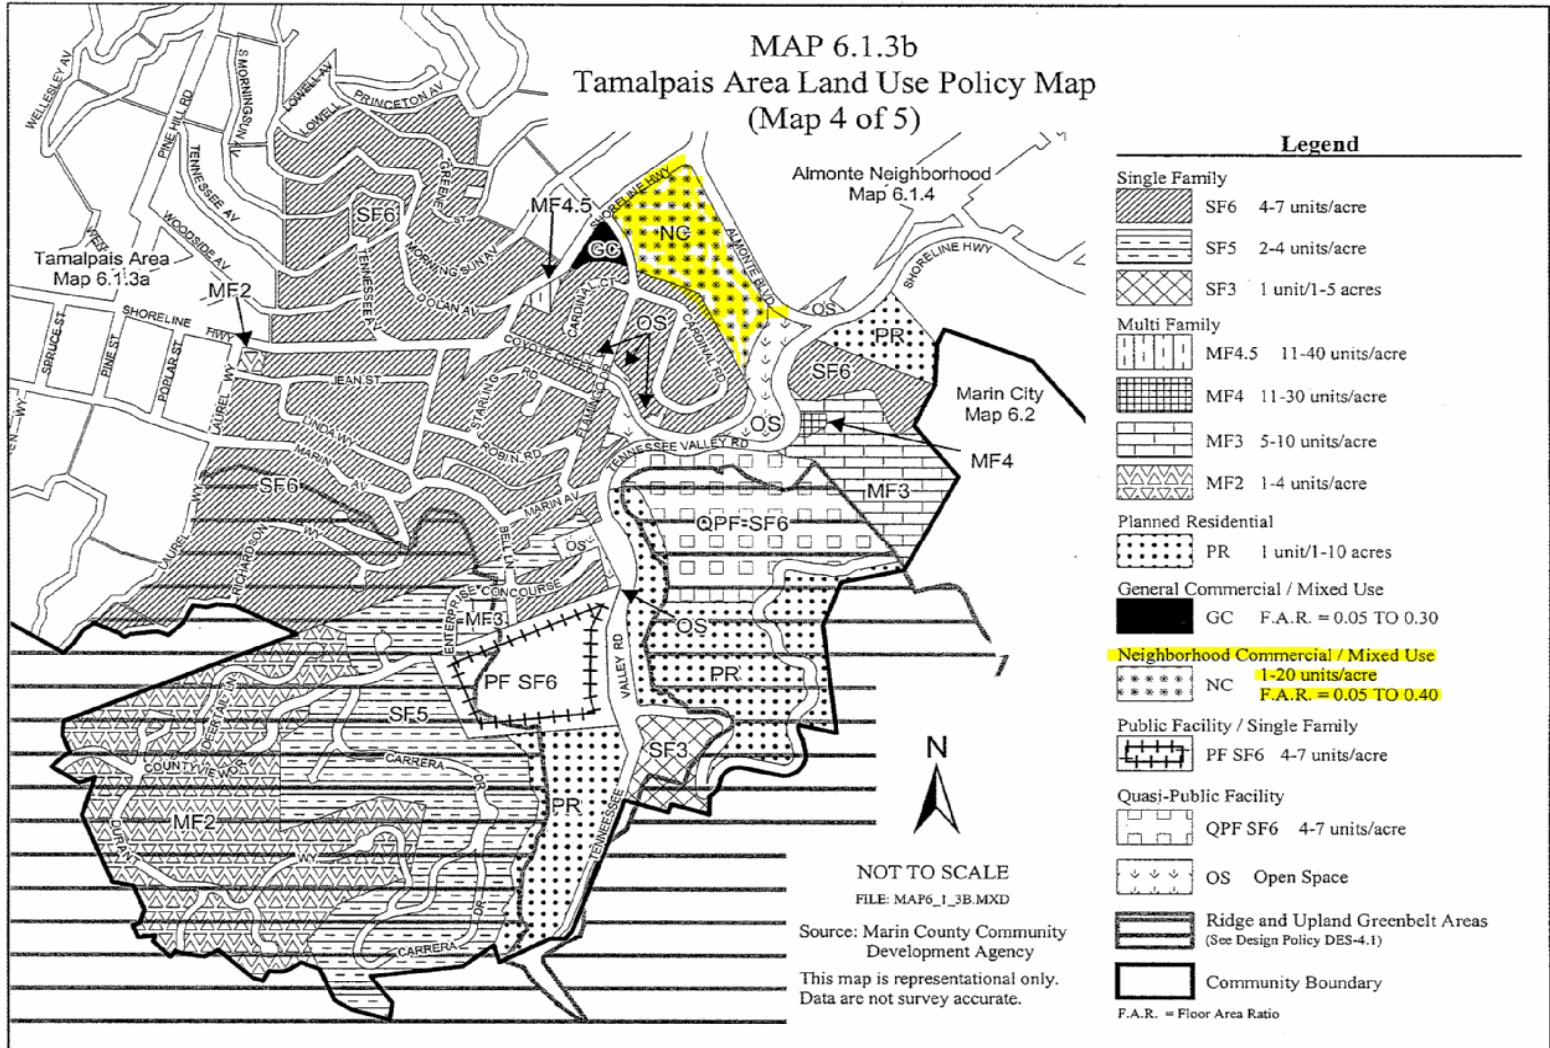 MAP 6.1.3b
Tamalpais Area Land Use Policy Map
(Map 4 of 5)
WELLESLEY AV
PINE HILL RD
S MORNING SUN AV
LOWELL AV
LOWELL
PRINCETON AV
TENNESSEE AV
GREENE ST
SF6
MF4.5
SHORELINE HWY
NC
GC
ALMONTE BLVD
Almonte Neighborhood
Map 6.1.4
SHORELINE HWY
WOODSIDE AV
Tamalpais Area
Map 6.1.3a
MF2
TENNESSEE AV
MORNING SUN AV
DOLAN AV
CARDINAL CT
CARDINAL RD
OS
OS
PR
SHORELINE
HWY
SPRUCE ST
PINE ST
POPLAR ST
LAUREL WY
JEAN ST
COYOTE CREEK
STARLING
RD
FLAMINGO DR
SF6
Marin City
Map 6.2
OS
LINDA WY
ROBIN RD
TENNESSEE VALLEY RD
MF4
MARIN
AV
SF6
MARIN AV
MF3
QPF-SF6
LAUREL WY
RICHARDSON
WY
BELL LN
OS
ENTERPRISE CONCOURSE
MF3
OS
PF SF6
VALLEY RD
PR
DEERTAIL LN
SF5
SF3
COUNTYVIEW DR
CARRERA
DR
MF2
PR
DURANT
WY
TENNESSEE
CARRERA
DR
N
NOT TO SCALE
FILE: MAP6_1_3B.MXD
Source: Marin County Community
Development Agency
This map is representational only.
Data are not survey accurate.
Legend
Single Family
SF6 4-7 units/acre
SF5 2-4 units/acre
SF3 1 unit/1-5 acres
Multi Family
MF4.5 11-40 units/acre
MF4 11-30 units/acre
MF3 5-10 units/acre
MF2 1-4 units/acre
Planned Residential
PR 1 unit/1-10 acres
General Commercial / Mixed Use
GC F.A.R. = 0.05 TO 0.30
Neighborhood Commercial / Mixed Use
1-20 units/acre
NC F.A.R. = 0.05 TO 0.40
Public Facility / Single Family
PF SF6 4-7 units/acre
Quasi-Public Facility
QPF SF6 4-7 units/acre
OS Open Space
Ridge and Upland Greenbelt Areas
(See Design Policy DES-4.1)
Community Boundary
F.A.R. = Floor Area Ratio